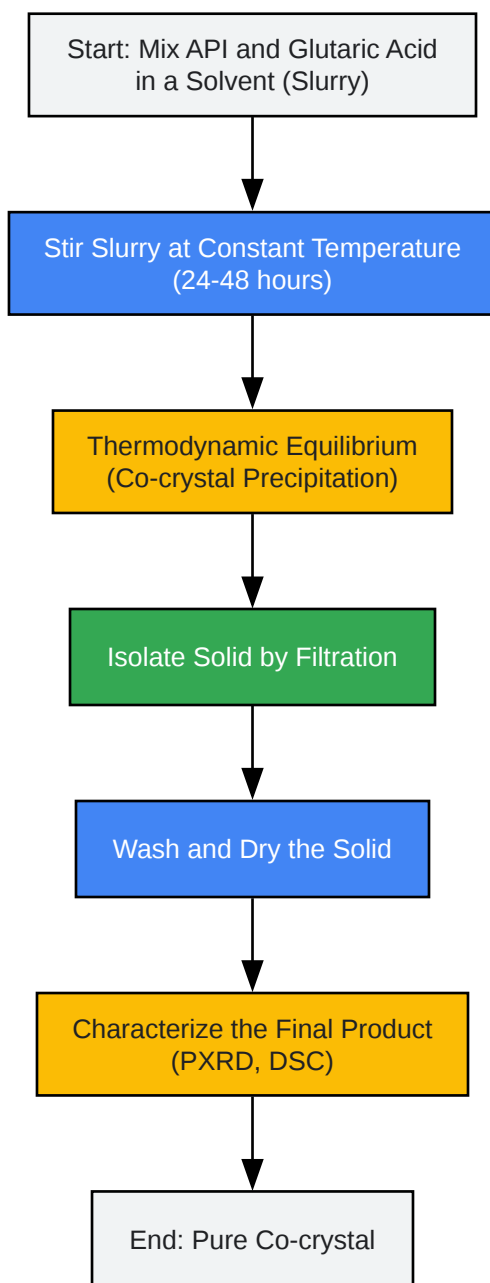 Start: Mix API and Glutaric Acid
in a Solvent (Slurry)
Stir Slurry at Constant Temperature
(24-48 hours)
Thermodynamic Equilibrium
(Co-crystal Precipitation)
Isolate Solid by Filtration
Wash and Dry the Solid
Characterize the Final Product
(PXRD, DSC)
End: Pure Co-crystal